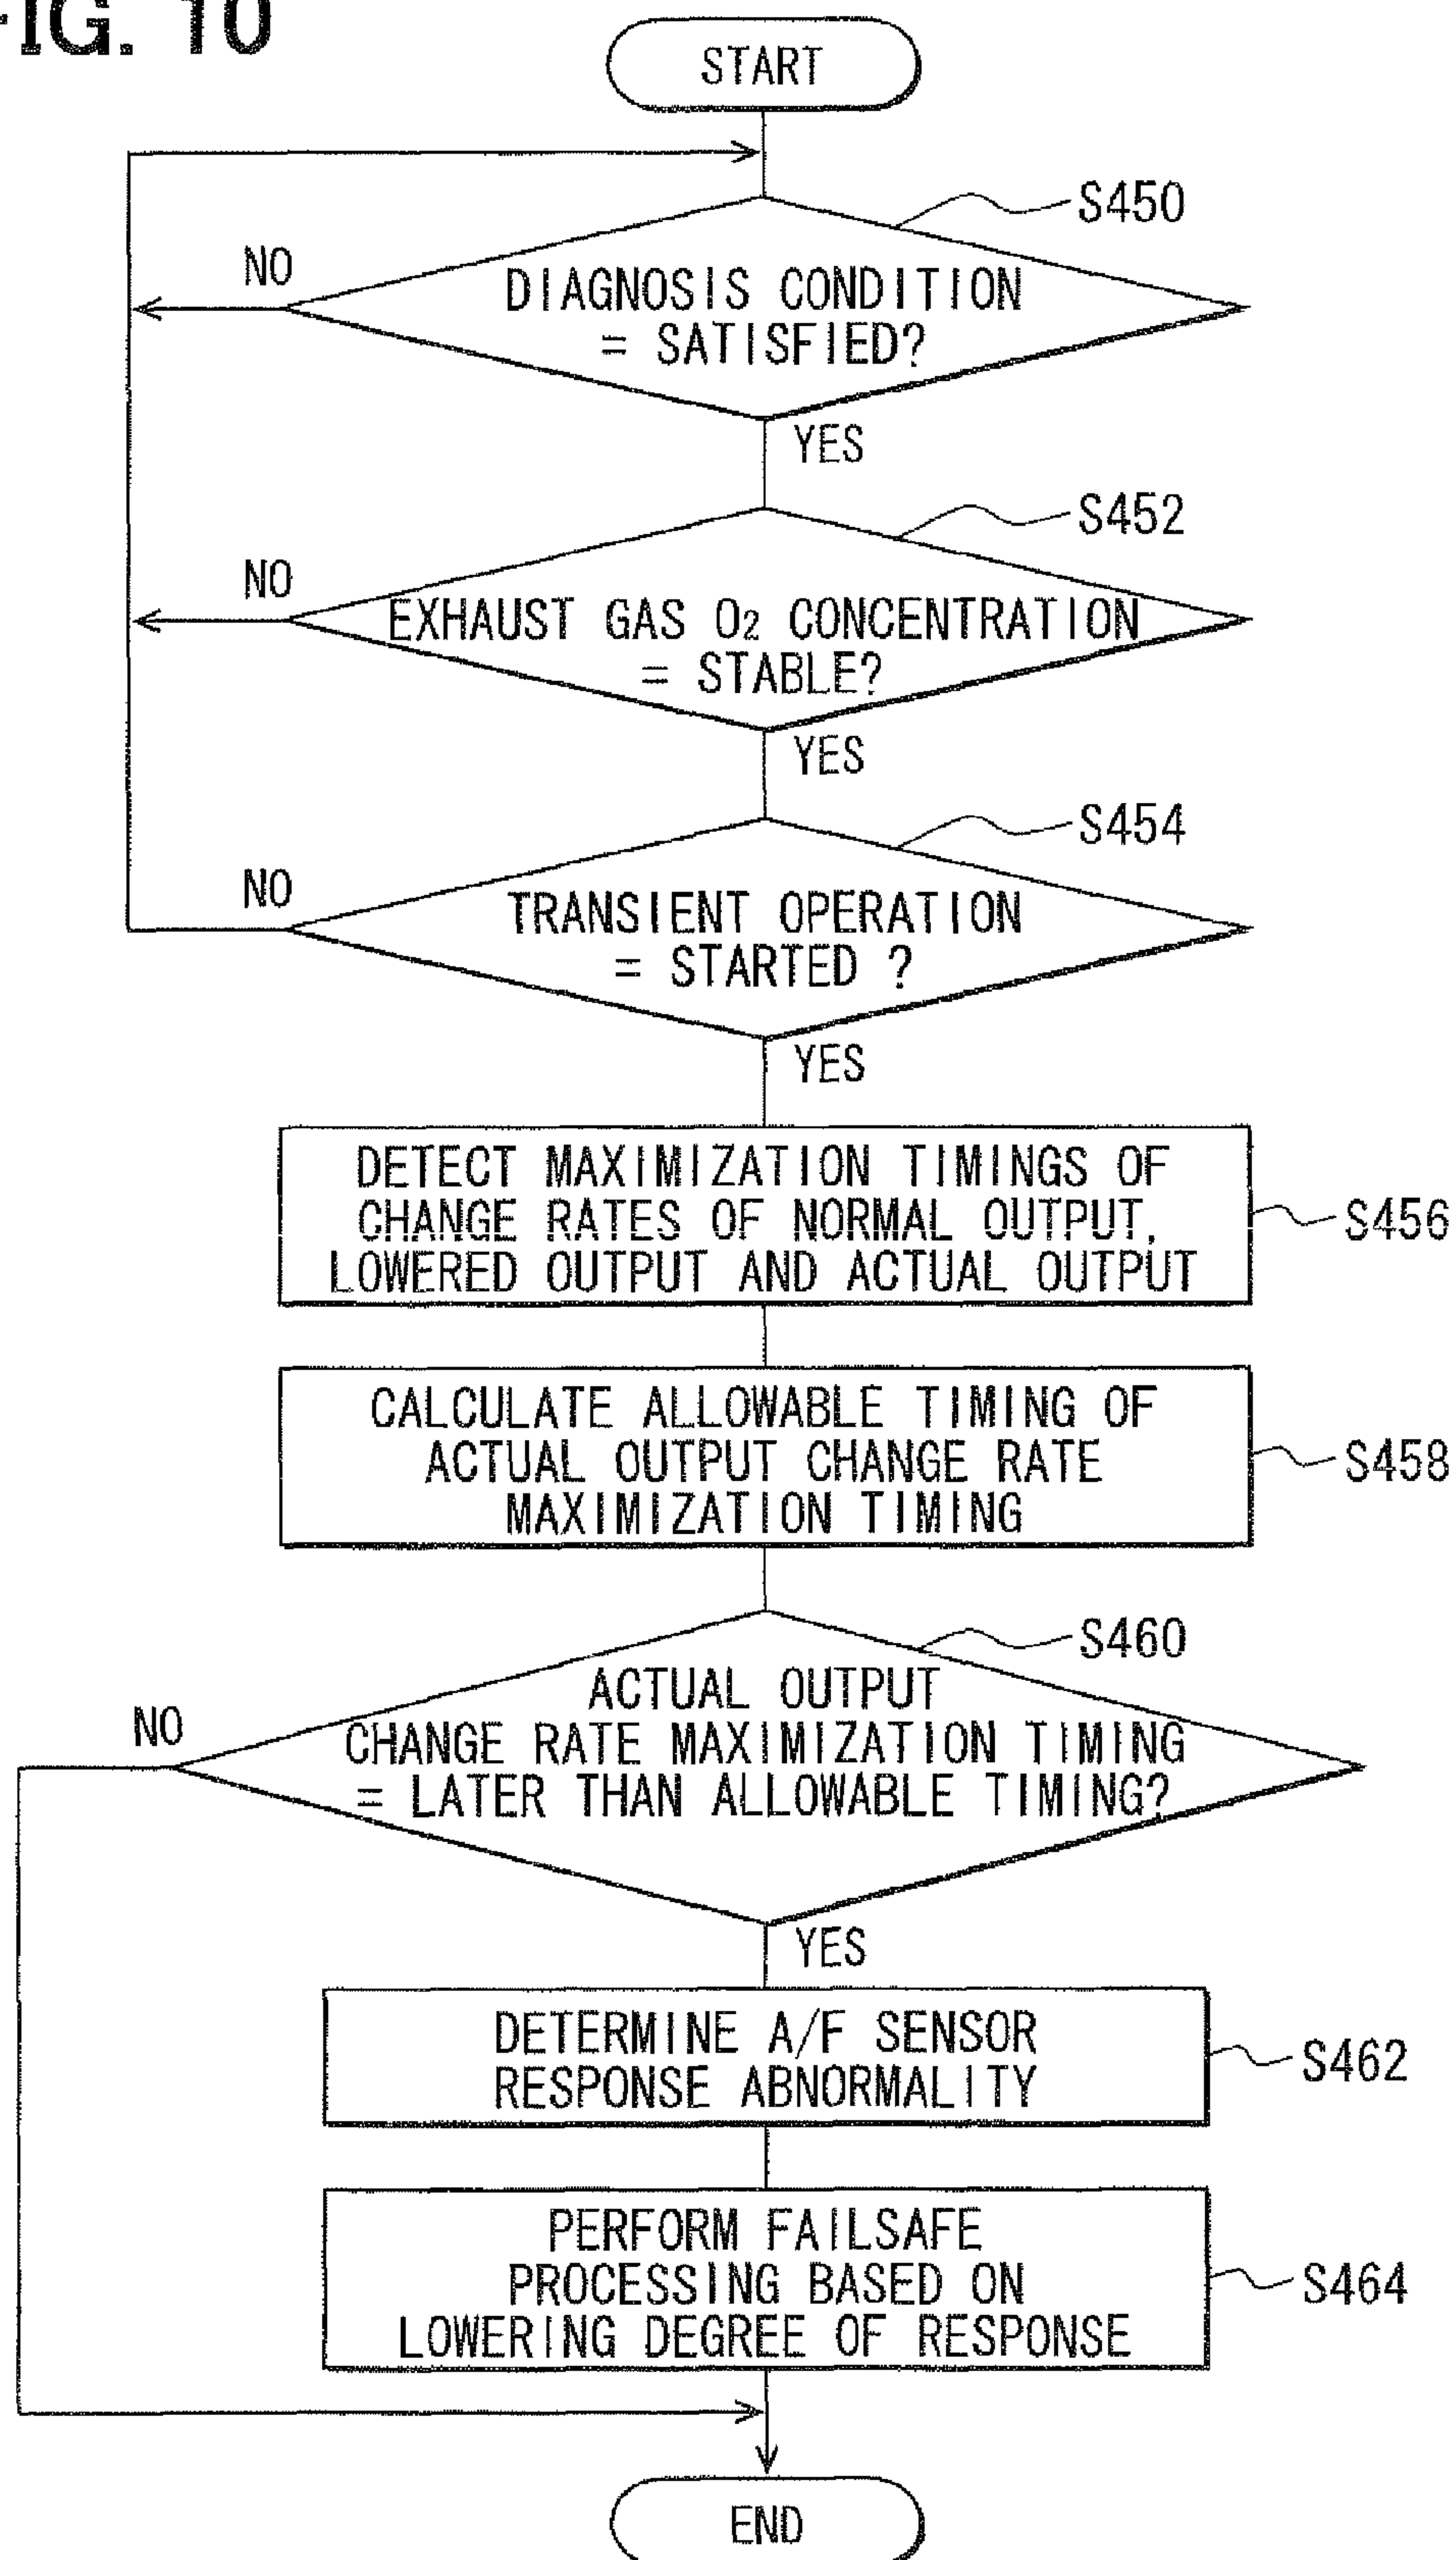 FIG. 10
START
S450
NO
DIAGNOSIS CONDITION
= SATISFIED?
YES
S452
NO
EXHAUST GAS O2 CONCENTRATION
= STABLE?
YES
S454
NO
TRANSIENT OPERATION
= STARTED ?
YES
DETECT MAXIMIZATION TIMINGS OF
CHANGE RATES OF NORMAL OUTPUT,
LOWERED OUTPUT AND ACTUAL OUTPUT
S456
CALCULATE ALLOWABLE TIMING OF
ACTUAL OUTPUT CHANGE RATE
MAXIMIZATION TIMING
S458
S460
NO
ACTUAL OUTPUT
CHANGE RATE MAXIMIZATION TIMING
= LATER THAN ALLOWABLE TIMING?
YES
DETERMINE A/F SENSOR
RESPONSE ABNORMALITY
S462
PERFORM FAILSAFE
PROCESSING BASED ON
LOWERING DEGREE OF RESPONSE
S464
END